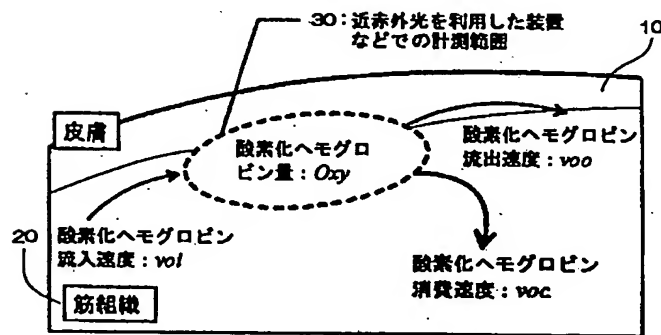 30：近赤外光を利用した装置
などでの計測範囲
10
皮膚
酸素化ヘモグロ
ビン量：Oxy
酸素化ヘモグロビン
流出速度：voo
20
酸素化ヘモグロビン
流入速度：voi
酸素化ヘモグロビン
消費速度：voc
筋組織